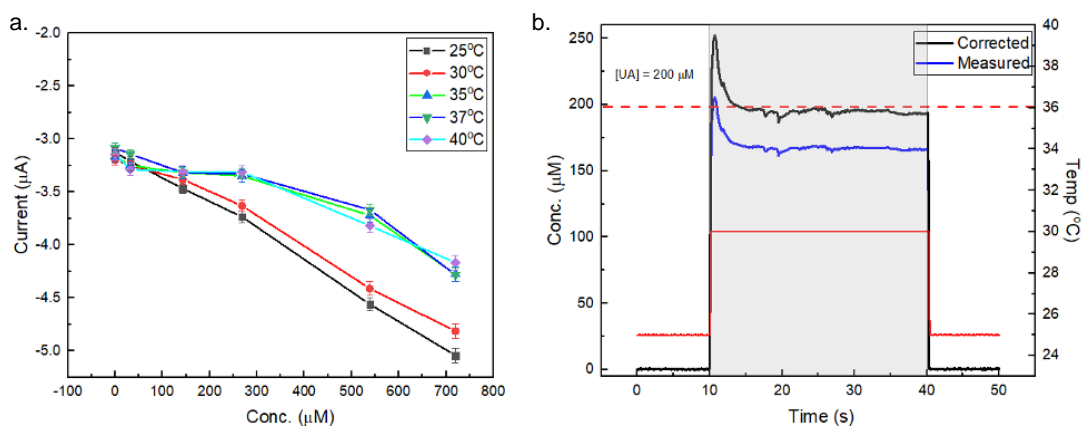 a.
-2.0
-2.5
-3.0
-3.5
-4.0
-4.5
-5.0
Current (μA)
-100 0 100 200 300 400 500 600 700 800
Conc. (μM)
25°C
30°C
35°C
37°C
40°C
b.
250
200
150
100
50
0
Conc. (μM)
[UA] = 200 μM
Corrected
Measured
40
38
36
34
32
30
28
26
24
Temp (°C)
0 10 20 30 40 50
Time (s)